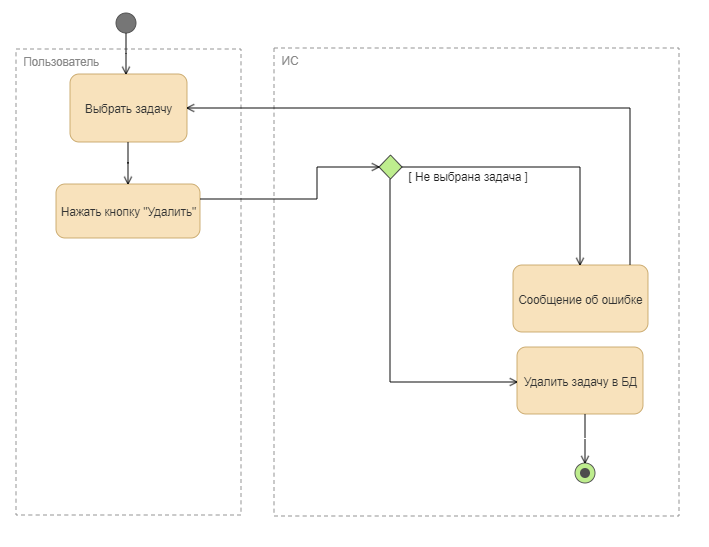 Пользователь
ИС
Выбрать задачу
[ Не выбрана задача ]
Нажать кнопку "Удалить"
Сообщение об ошибке
Удалить задачу в БД